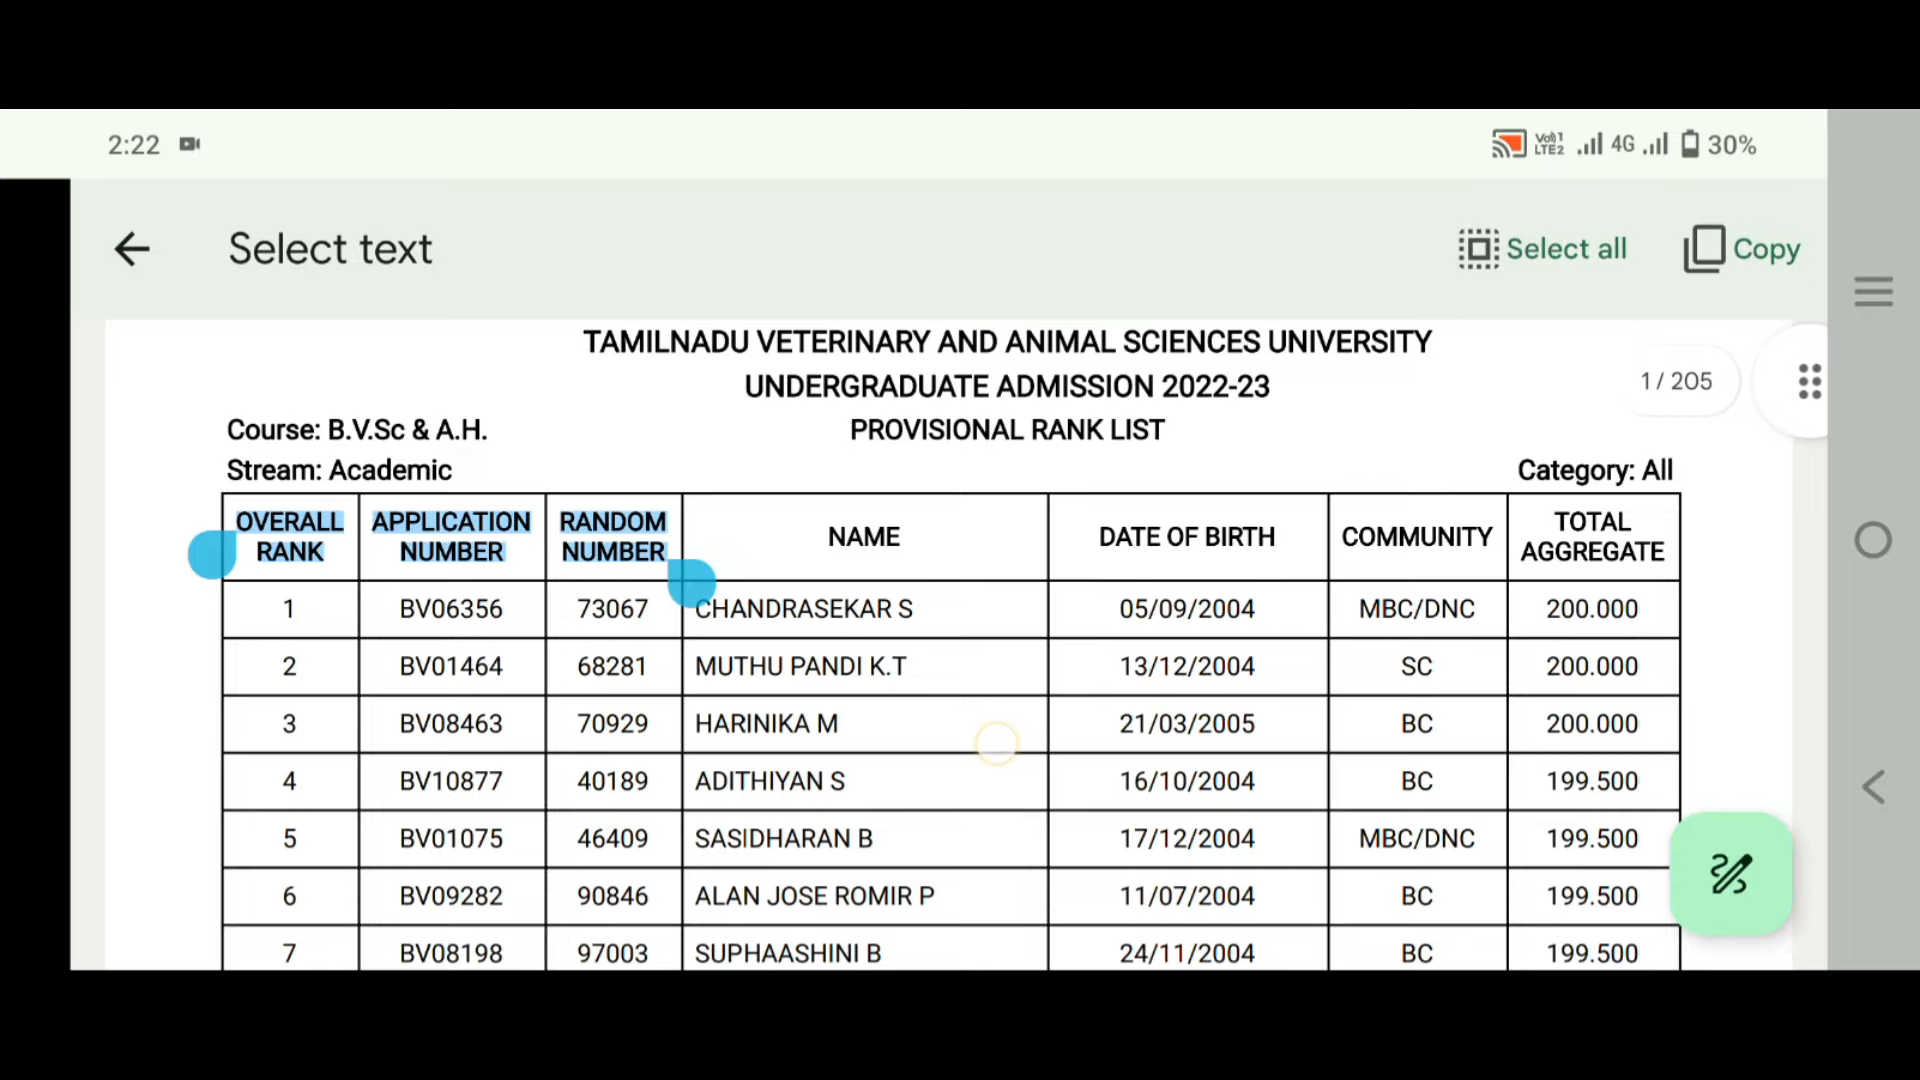 2:22
Vol) 1
LTE2
4G
30%
Select text
Select all
Copy
TAMILNADU VETERINARY AND ANIMAL SCIENCES UNIVERSITY
UNDERGRADUATE ADMISSION 2022-23
1 / 205
Course: B.V.Sc & A.H. PROVISIONAL RANK LIST
Stream: Academic Category: All
OVERALL RANK APPLICATION NUMBER RANDOM NUMBER NAME DATE OF BIRTH COMMUNITY TOTAL AGGREGATE
1 BV06356 73067 CHANDRASEKAR S 05/09/2004 MBC/DNC 200.000
2 BV01464 68281 MUTHU PANDI K.T 13/12/2004 SC 200.000
3 BV08463 70929 HARINIKA M 21/03/2005 BC 200.000
4 BV10877 40189 ADITHIYAN S 16/10/2004 BC 199.500
5 BV01075 46409 SASIDHARAN B 17/12/2004 MBC/DNC 199.500
6 BV09282 90846 ALAN JOSE ROMIR P 11/07/2004 BC 199.500
7 BV08198 97003 SUPHAASHINI B 24/11/2004 BC 199.500